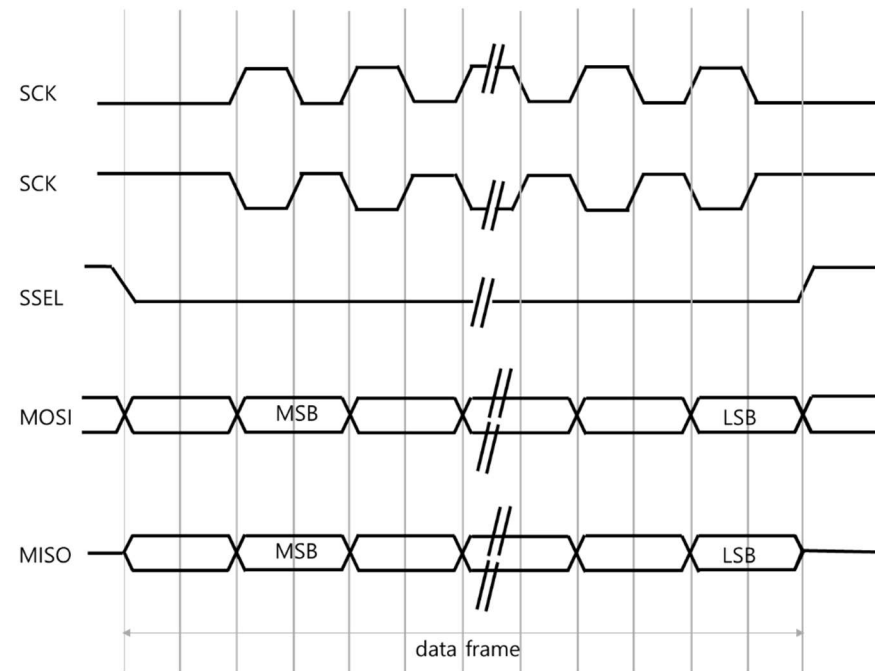 SCK
SCK
SSEL
MOSI MSB LSB
MISO MSB LSB
data frame